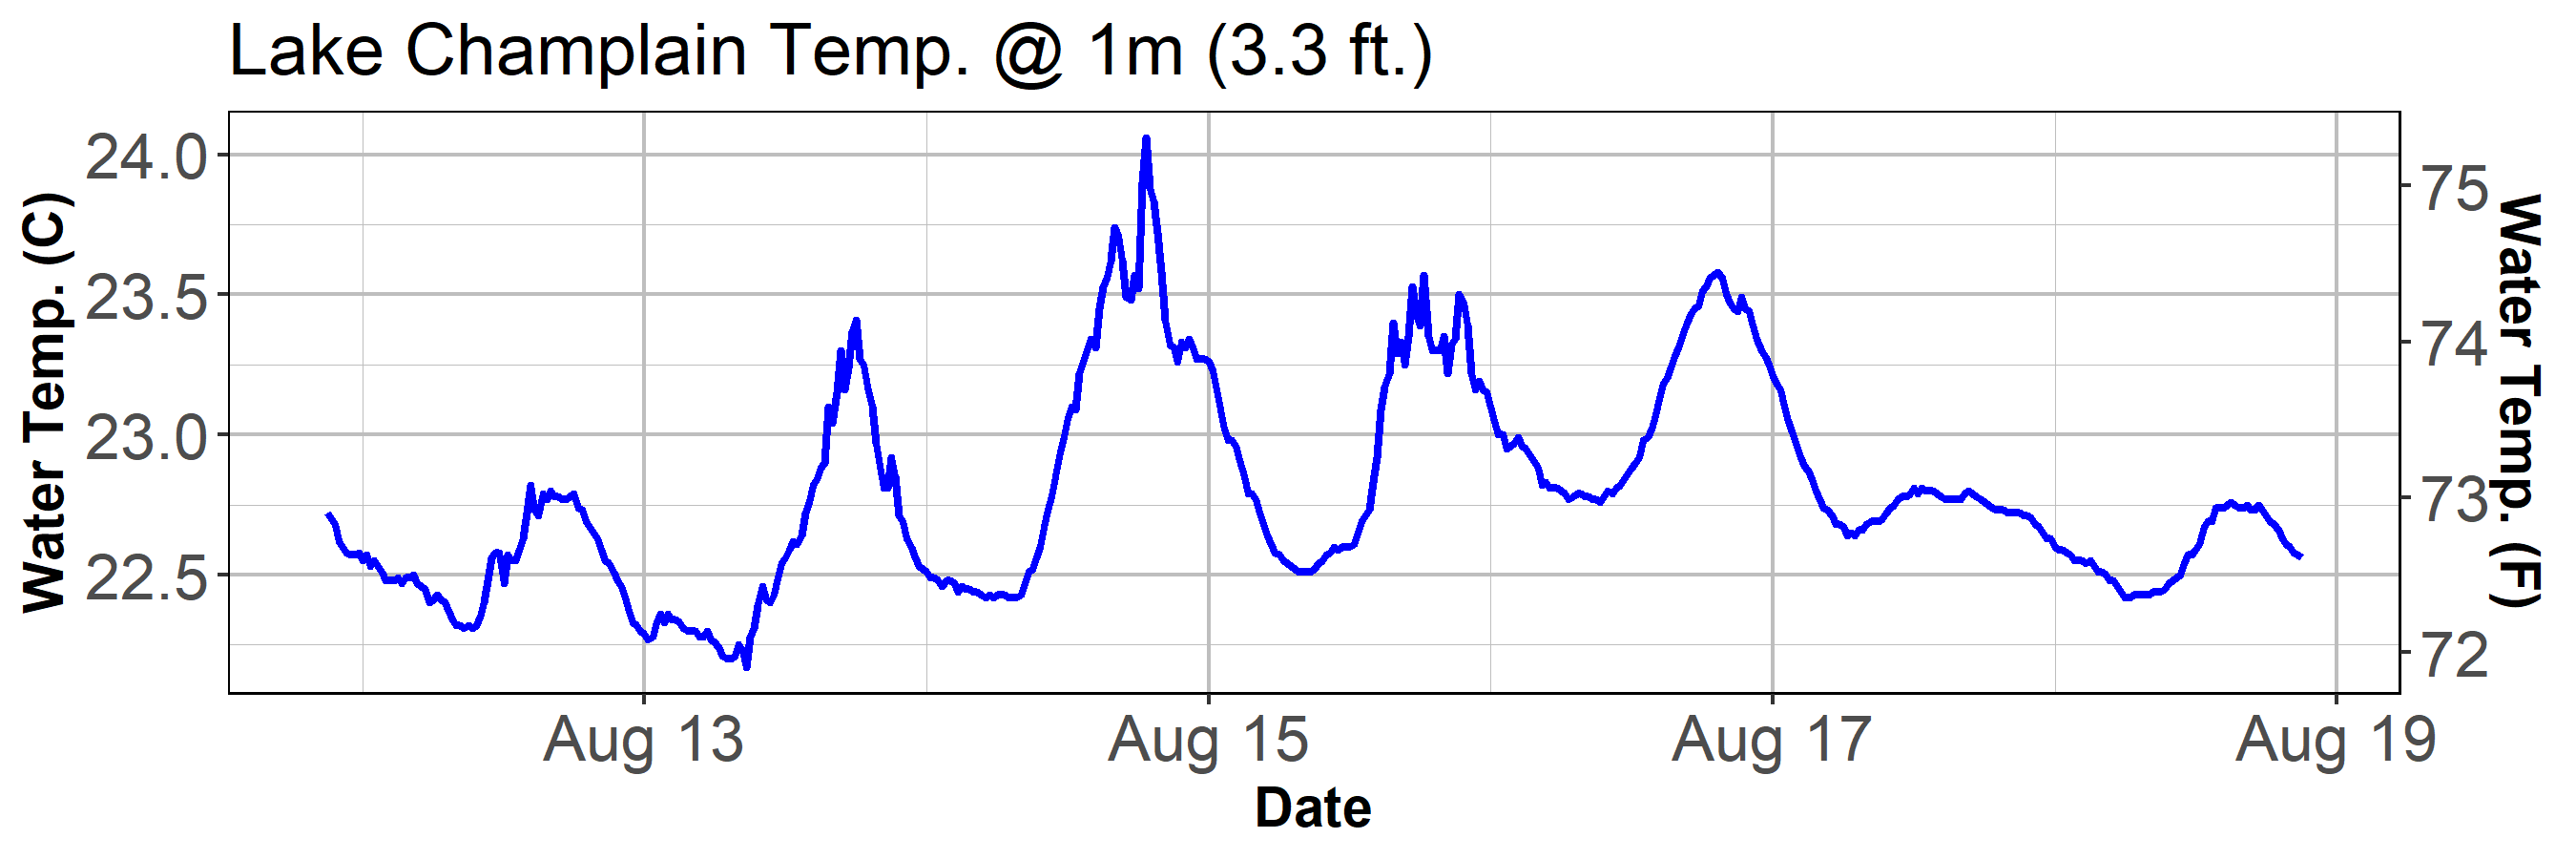 Lake Champlain Temp. @ 1m (3.3 ft.)
Water Temp. (C)
24.0
23.5
23.0
22.5
75
74
73
72
Water Temp. (F)
Aug 13
Aug 15
Aug 17
Aug 19
Date